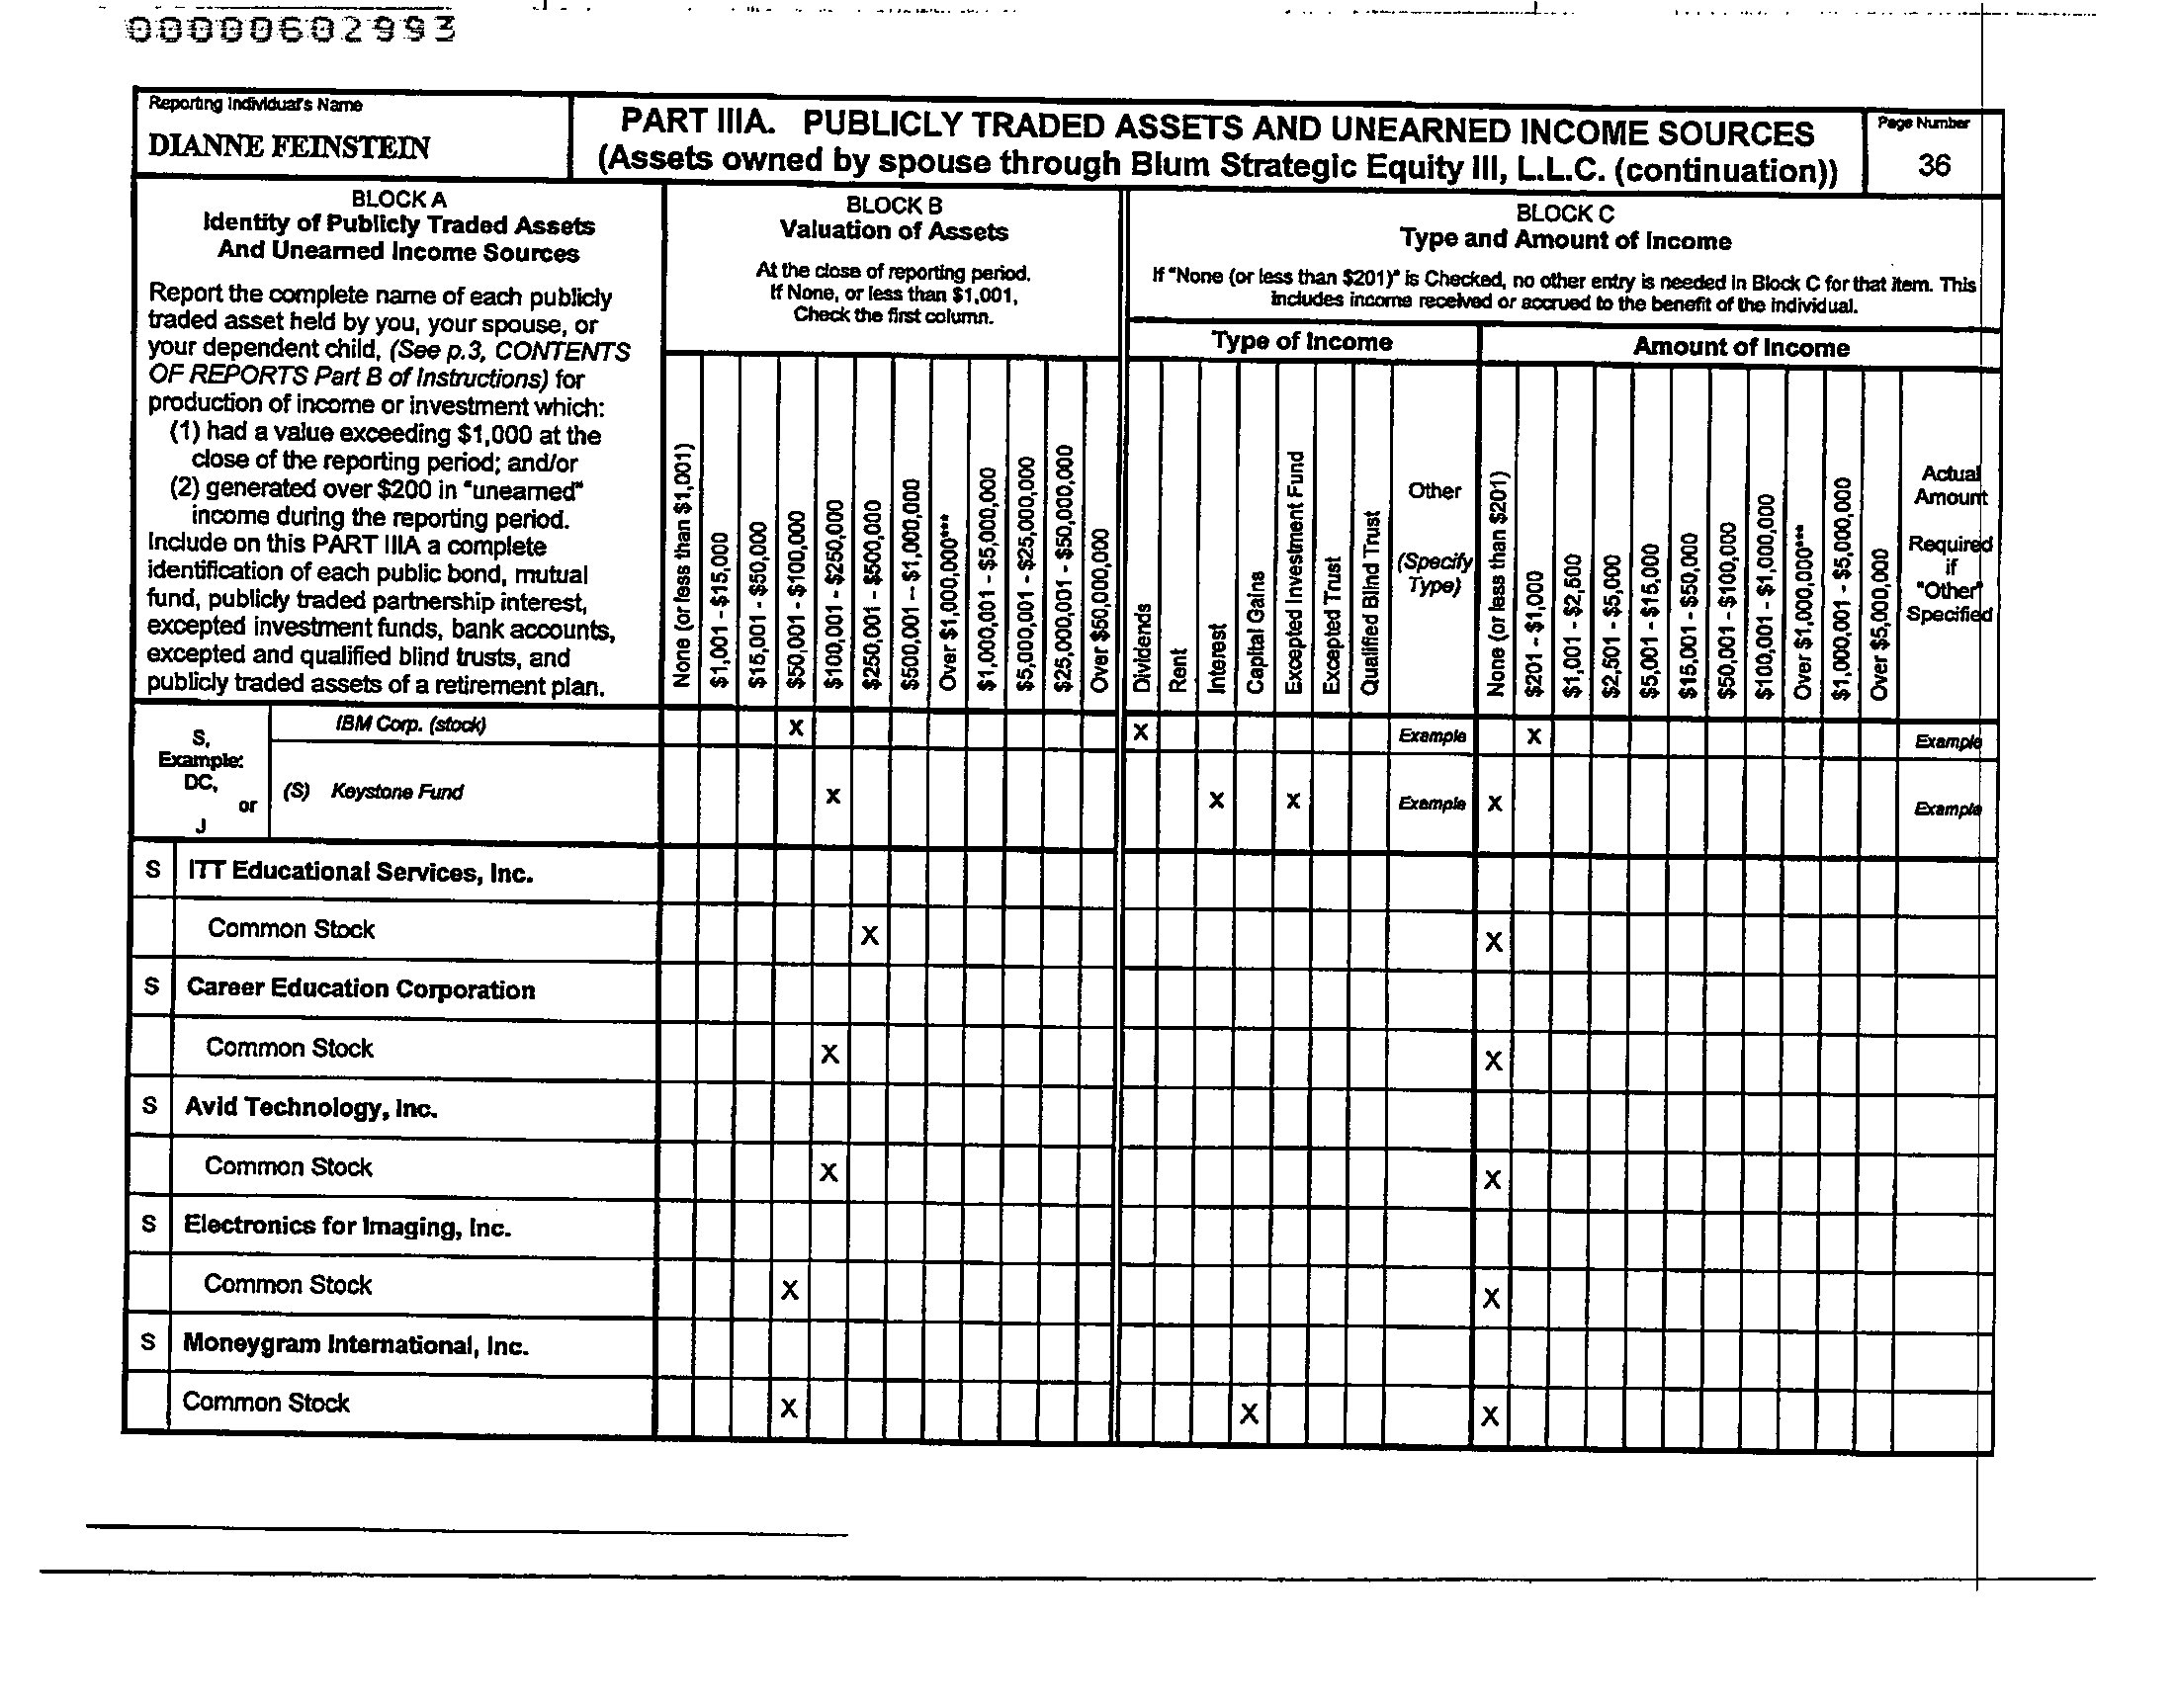 00000602993
Reporting Individual's Name
DIANNE FEINSTEIN
PART IIIA. PUBLICLY TRADED ASSETS AND UNEARNED INCOME SOURCES
(Assets owned by spouse through Blum Strategic Equity III, L.L.C. (continuation))
Page Number
36
BLOCK A
Identity of Publicly Traded Assets
And Unearned Income Sources
Report the complete name of each publicly
traded asset held by you, your spouse, or
your dependent child, (See p.3, CONTENTS
OF REPORTS Part B of Instructions) for
production of income or investment which:
(1) had a value exceeding $1,000 at the
close of the reporting period; and/or
(2) generated over $200 in "unearned"
income during the reporting period.
Include on this PART IIIA a complete
identification of each public bond, mutual
fund, publicly traded partnership interest,
excepted investment funds, bank accounts,
excepted and qualified blind trusts, and
publicly traded assets of a retirement plan.
BLOCK B
Valuation of Assets
At the close of reporting period.
If None, or less than $1,001,
Check the first column.
None (or less than $1,001)
$1,001 - $15,000
$15,001 - $50,000
$50,001 - $100,000
$100,001 - $250,000
$250,001 - $500,000
$500,001 -- $1,000,000
Over $1,000,000***
$1,000,001 - $5,000,000
$5,000,001 - $25,000,000
$25,000,001 - $50,000,000
Over $50,000,000
BLOCK C
Type and Amount of Income
If "None (or less than $201)" is Checked, no other entry is needed in Block C for that item. This
includes income received or accrued to the benefit of the individual.
Type of Income
Dividends
Rent
Interest
Capital Gains
Excepted Investment Fund
Excepted Trust
Qualified Blind Trust
Other
(Specify
Type)
Amount of Income
None (or less than $201)
$201 - $1,000
$1,001 - $2,500
$2,501 - $5,000
$5,001 - $15,000
$15,001 - $50,000
$50,001 - $100,000
$100,001 - $1,000,000
Over $1,000,000***
$1,000,001 - $5,000,000
Over $5,000,000
Actual
Amount
Required
if
"Other"
Specified
S,
Example:
DC,
or
J
IBM Corp. (stock) X X Example X Example
(S) Keystone Fund X X X Example X Example
S ITT Educational Services, Inc.
Common Stock X X
S Career Education Corporation
Common Stock X X
S Avid Technology, Inc.
Common Stock X X
S Electronics for Imaging, Inc.
Common Stock X X
S Moneygram International, Inc.
Common Stock X X X